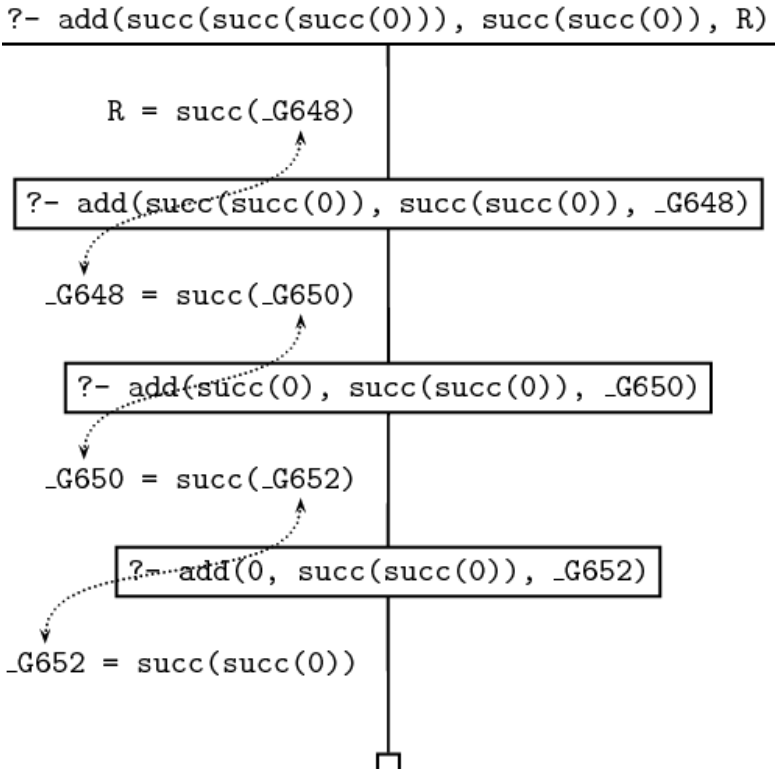 ?- add(succ(succ(succ(0))), succ(succ(0)), R)
R = succ(_G648)
?- add(succ(succ(0)), succ(succ(0)), _G648)
_G648 = succ(_G650)
?- add(succ(0), succ(succ(0)), _G650)
_G650 = succ(_G652)
?- add(0, succ(succ(0)), _G652)
_G652 = succ(succ(0))